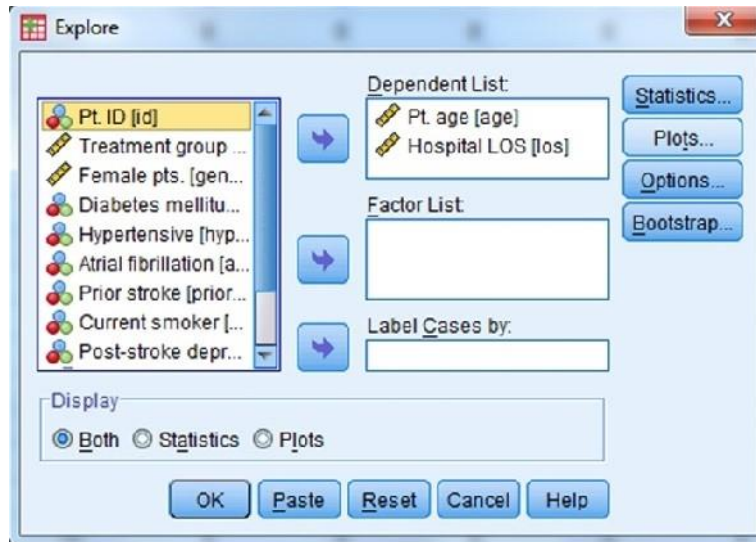 Explore
Pt. ID [id]
Treatment group ...
Female pts. [gen...
Diabetes mellitu...
Hypertensive [hyp...
Atrial fibrillation [a...
Prior stroke [prior...
Current smoker [...
Post-stroke depr...
Dependent List:
Pt. age [age]
Hospital LOS [los]
Factor List:
Label Cases by:
Statistics...
Plots...
Options...
Bootstrap...
Display
Both Statistics Plots
OK Paste Reset Cancel Help